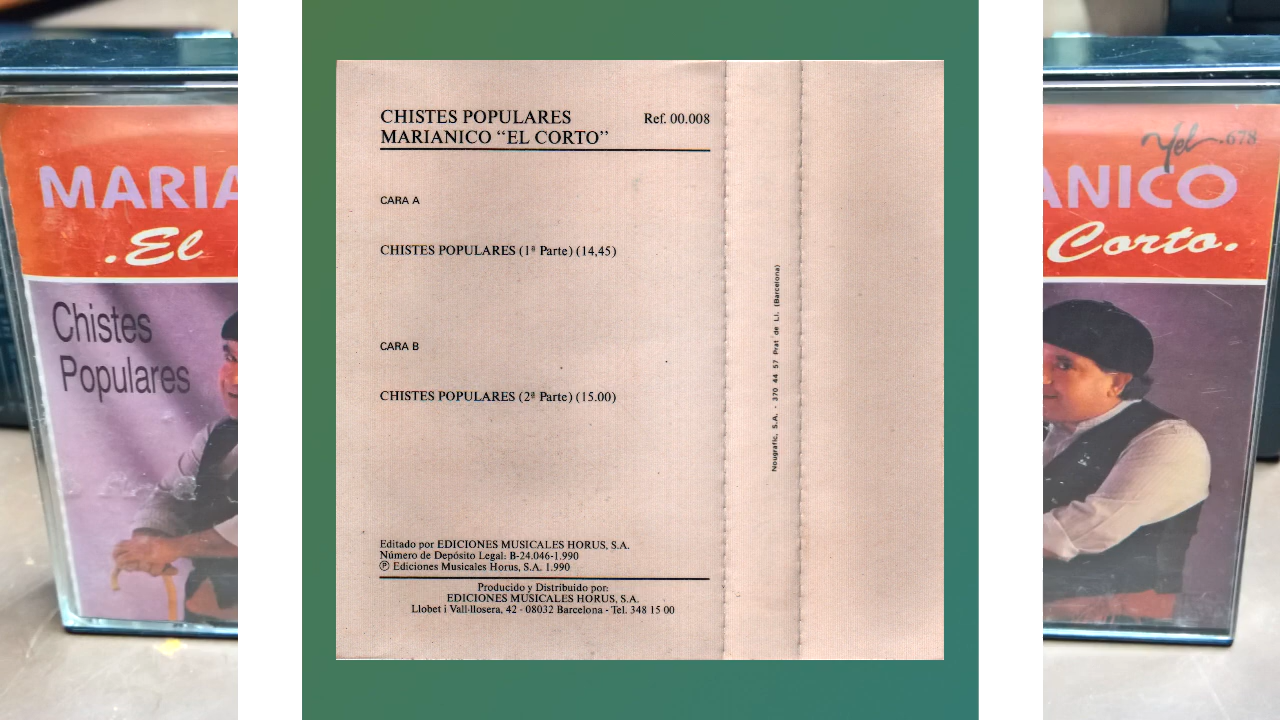 MARIA
.El
Chistes
Populares
CHISTES POPULARES
MARIANICO “EL CORTO”
Ref. 00.008
CARA A
CHISTES POPULARES (1ª Parte) (14,45)
CARA B
CHISTES POPULARES (2ª Parte) (15.00)
Editado por EDICIONES MUSICALES HORUS, S.A.
Número de Depósito Legal: B-24.046-1.990
Ⓟ Ediciones Musicales Horus, S.A. 1.990
Producido y Distribuido por:
EDICIONES MUSICALES HORUS, S.A.
Llobet i Vall-llosera, 42 - 08032 Barcelona - Tel. 348 15 00
Nougrafic, S.A. - 370 44 57 Prat de Ll. (Barcelona)
.678
ANICO
Corto.